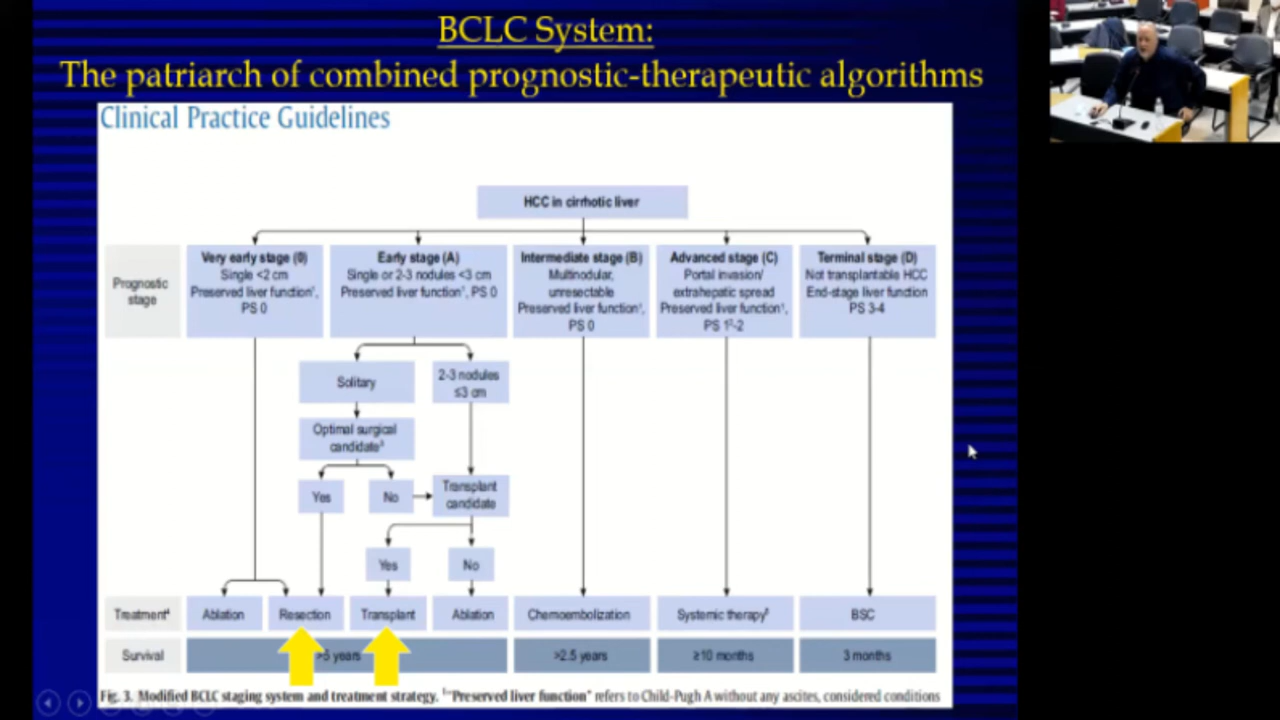 BCLC System:
The patriarch of combined prognostic-therapeutic algorithms
Clinical Practice Guidelines
HCC in cirrhotic liver
Prognostic
stage
Very early stage (0)
Single <2 cm
Preserved liver function¹,
PS 0
Early stage (A)
Single or 2-3 nodules <3 cm
Preserved liver function¹, PS 0
Intermediate stage (B)
Multinodular,
unresectable
Preserved liver function¹,
PS 0
Advanced stage (C)
Portal invasion/
extrahepatic spread
Preserved liver function¹,
PS 1²-2
Terminal stage (D)
Not transplantable HCC
End-stage liver function
PS 3-4
Solitary
2-3 nodules
≤3 cm
Optimal surgical
candidate³
Yes
No
Transplant
candidate
Yes
No
Treatment⁴
Ablation
Resection
Transplant
Ablation
Chemoembolization
Systemic therapy⁵
BSC
Survival
>5 years
>2.5 years
≥10 months
3 months
Fig. 3. Modified BCLC staging system and treatment strategy. ¹"Preserved liver function" refers to Child-Pugh A without any ascites, considered conditions